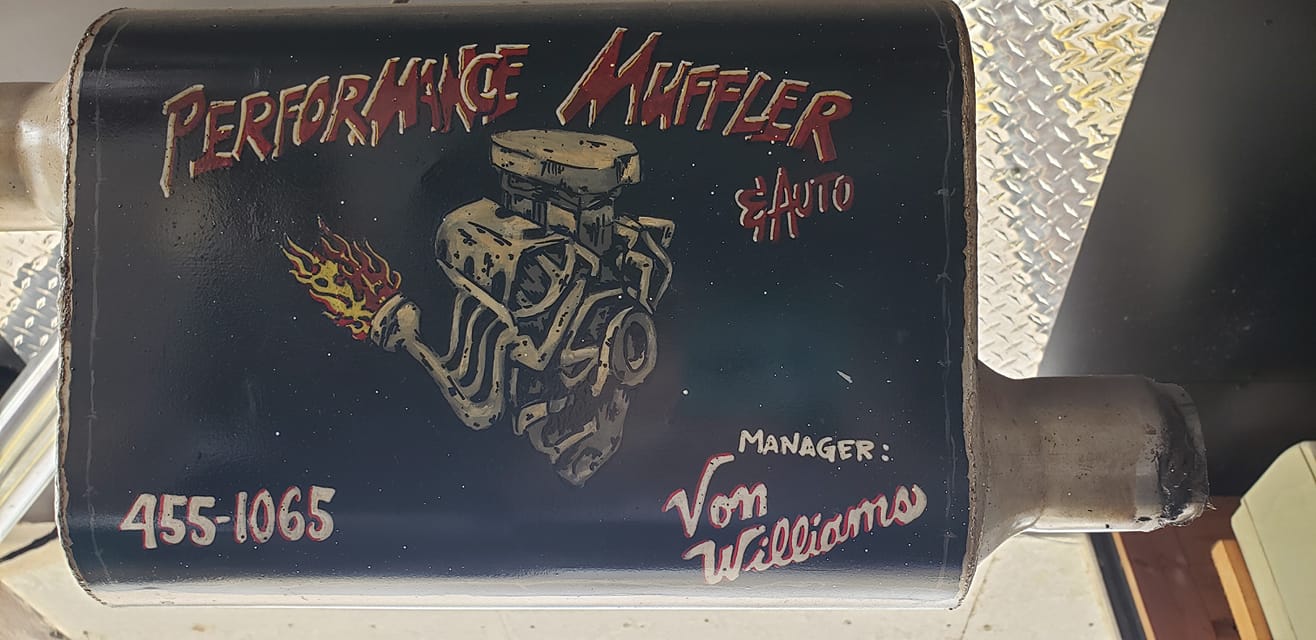 PERFORMANCE MUFFLER
& AUTO
MANAGER:
Von
Williams
455-1065